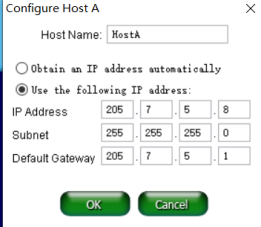 Configure Host A
Host Name: HostA
Obtain an IP address automatically
Use the following IP address:
IP Address 205 . 7 . 5 . 8
Subnet 255 . 255 . 255 . 0
Default Gateway 205 . 7 . 5 . 1
OK Cancel